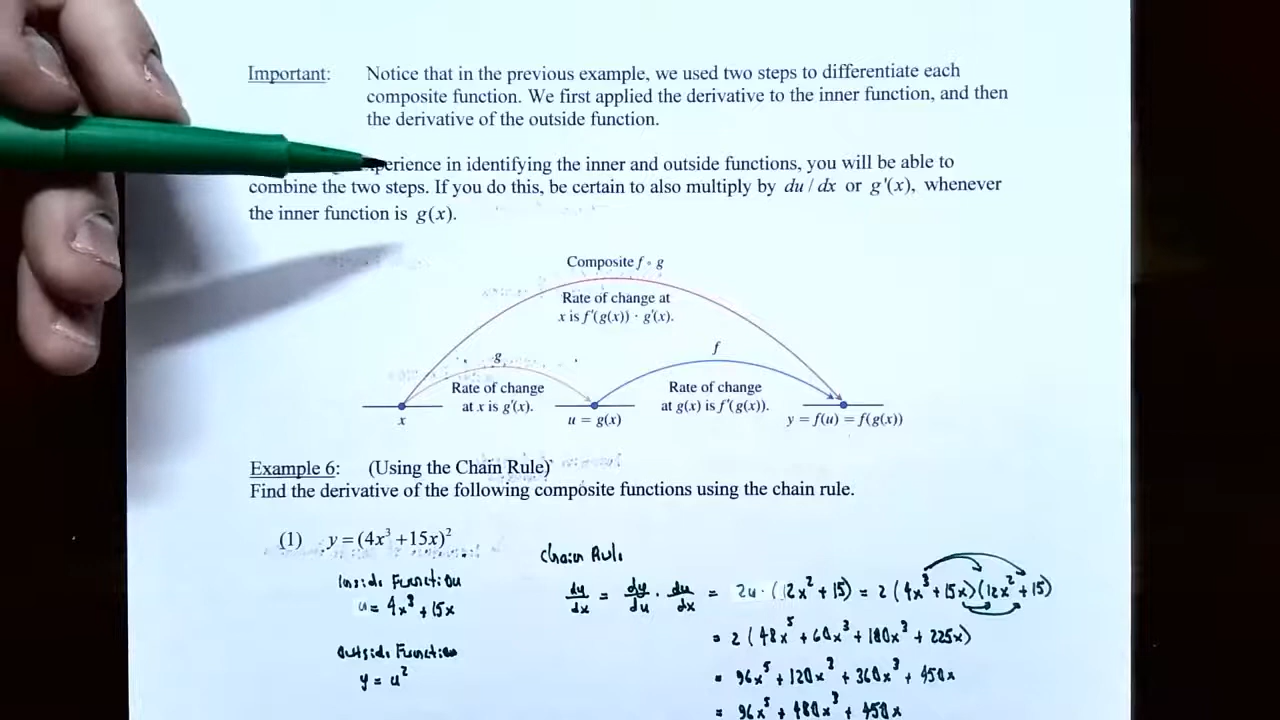 Important: Notice that in the previous example, we used two steps to differentiate each
composite function. We first applied the derivative to the inner function, and then
the derivative of the outside function.
in identifying the inner and outside functions, you will be able to
combine the two steps. If you do this, be certain to also multiply by du / dx or g'(x), whenever
the inner function is g(x).
Composite f ∘ g
Rate of change at
x is f'(g(x)) · g'(x).
g
f
Rate of change
at x is g'(x).
Rate of change
at g(x) is f'(g(x)).
x
u = g(x)
y = f(u) = f(g(x))
Example 6: (Using the Chain Rule)
Find the derivative of the following composite functions using the chain rule.
(1) y = (4x³ +15x)²
Inside Function
u = 4x³ + 15x
Outside Function
y = u²
Chain Rule
dy/dx = dy/du · du/dx = 2u · (12x² + 15) = 2(4x³ + 15x)(12x² + 15)
= 2(48x⁵ + 60x³ + 180x³ + 225x)
= 96x⁵ + 120x³ + 360x³ + 450x
= 96x⁵ + 480x³ + 450x